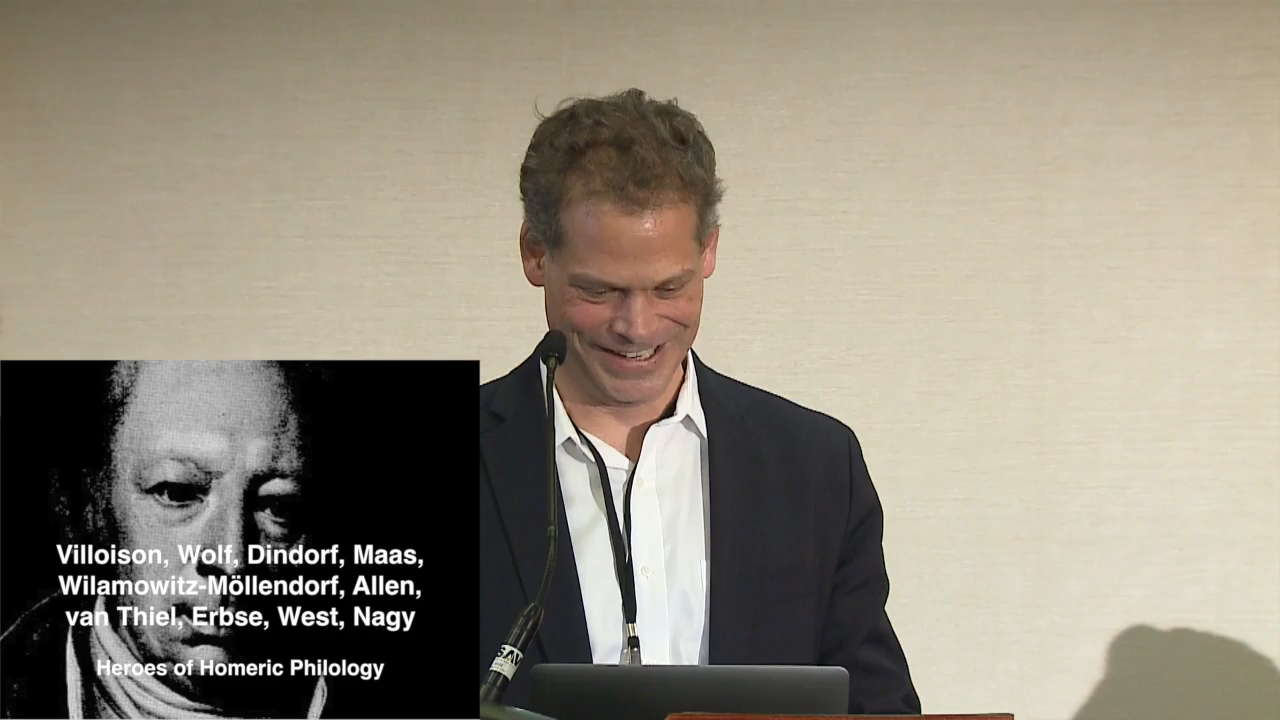 Villoison, Wolf, Dindorf, Maas,
Wilamowitz-Möllendorf, Allen,
van Thiel, Erbse, West, Nagy
Heroes of Homeric Philology